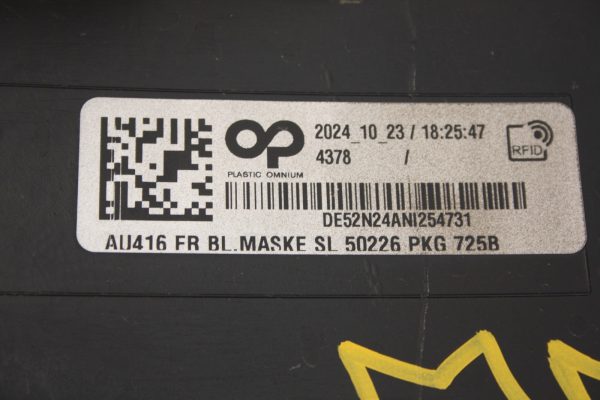 OP
PLASTIC OMNIUM
2024_10_23 / 18:25:47
4378 /
RFID
DE52N24ANI254731
AU416 FR BL.MASKE SL 50226 PKG 725B